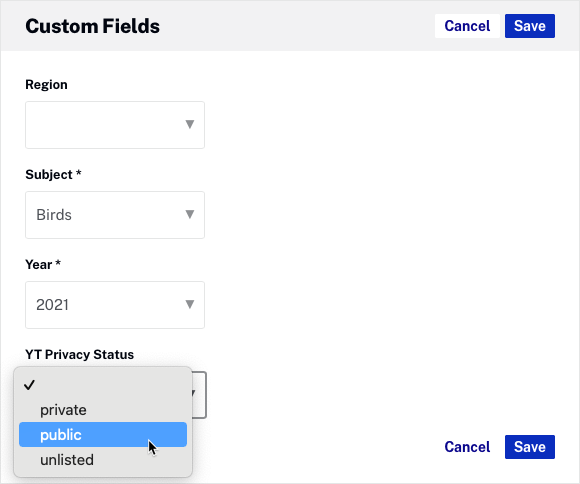 Custom Fields
Cancel Save
Region
Subject *
Birds
Year *
2021
YT Privacy Status
private
public
unlisted
Cancel Save